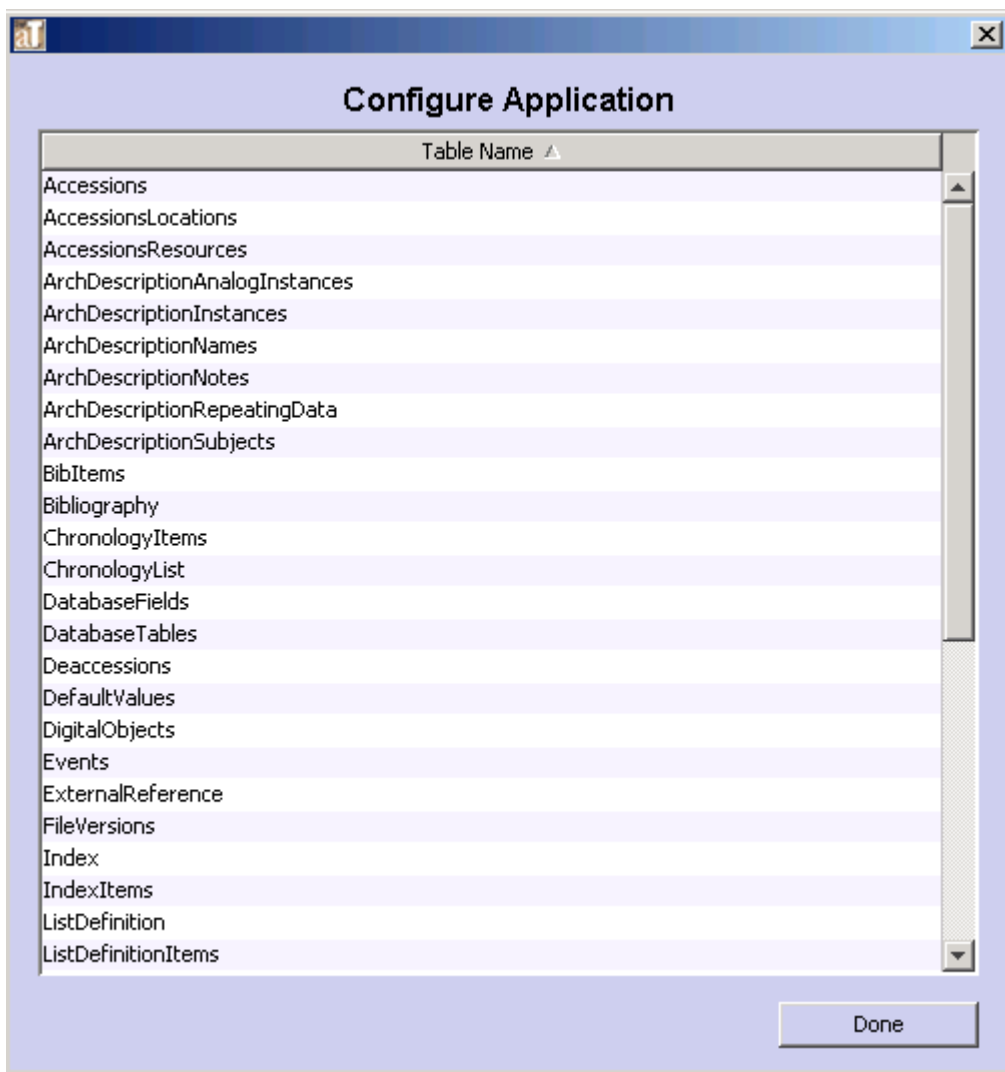 aT
Configure Application
Table Name
Accessions
AccessionsLocations
AccessionsResources
ArchDescriptionAnalogInstances
ArchDescriptionInstances
ArchDescriptionNames
ArchDescriptionNotes
ArchDescriptionRepeatingData
ArchDescriptionSubjects
BibItems
Bibliography
ChronologyItems
ChronologyList
DatabaseFields
DatabaseTables
Deaccessions
DefaultValues
DigitalObjects
Events
ExternalReference
FileVersions
Index
IndexItems
ListDefinition
ListDefinitionItems
Done